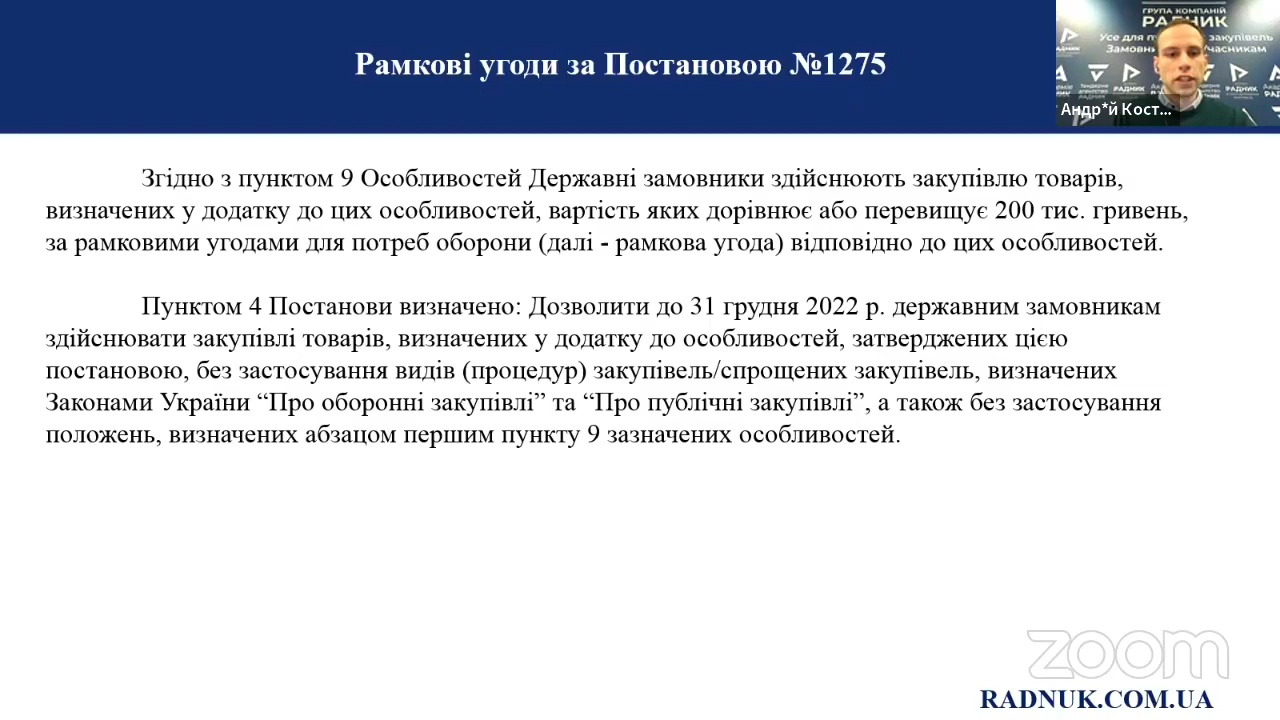 Рамкові угоди за Постановою №1275
ГРУПА КОМПАНІЙ
РАДНИК
Усе для закупівель
Замовн часникам
Андр*й Кост...
Згідно з пунктом 9 Особливостей Державні замовники здійснюють закупівлю товарів,
визначених у додатку до цих особливостей, вартість яких дорівнює або перевищує 200 тис. гривень,
за рамковими угодами для потреб оборони (далі - рамкова угода) відповідно до цих особливостей.
Пунктом 4 Постанови визначено: Дозволити до 31 грудня 2022 р. державним замовникам
здійснювати закупівлі товарів, визначених у додатку до особливостей, затверджених цією
постановою, без застосування видів (процедур) закупівель/спрощених закупівель, визначених
Законами України “Про оборонні закупівлі” та “Про публічні закупівлі”, а також без застосування
положень, визначених абзацом першим пункту 9 зазначених особливостей.
zoom
RADNUK.COM.UA